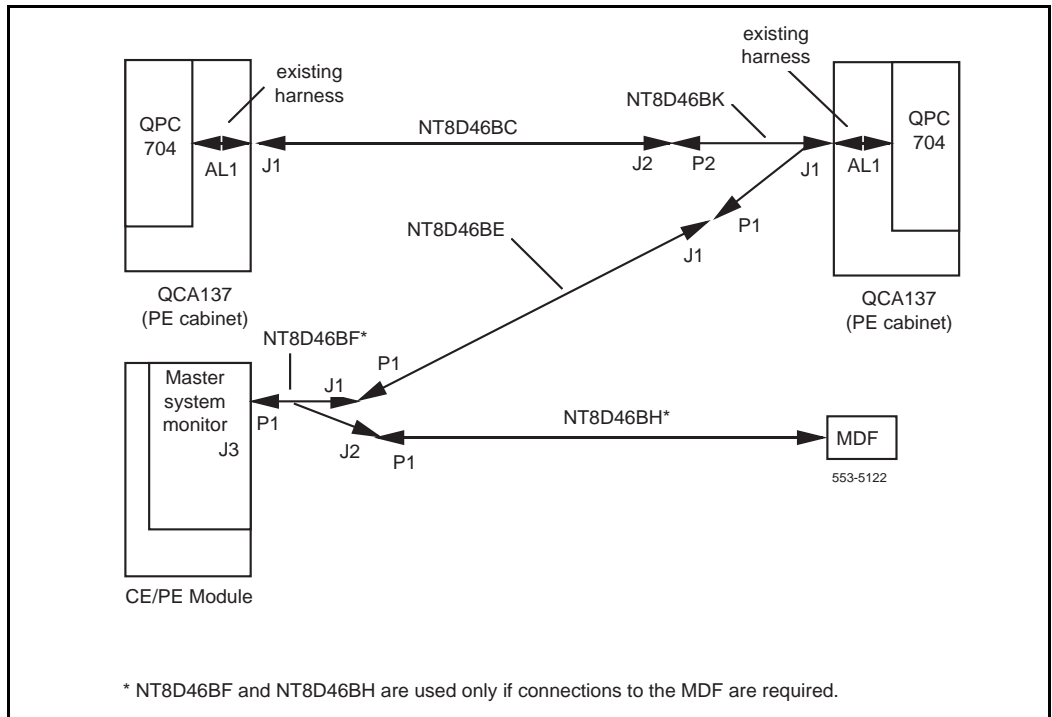 existing
harness
existing
harness
NT8D46BK
QPC
704
NT8D46BC
QPC
704
AL1
J1
J2
P2
J1
AL1
NT8D46BE
P1
J1
QCA137
(PE cabinet)
QCA137
(PE cabinet)
NT8D46BF*
P1
Master
system
monitor
J3
P1
J1
J2
NT8D46BH*
P1
MDF
553-5122
CE/PE Module
* NT8D46BF and NT8D46BH are used only if connections to the MDF are required.